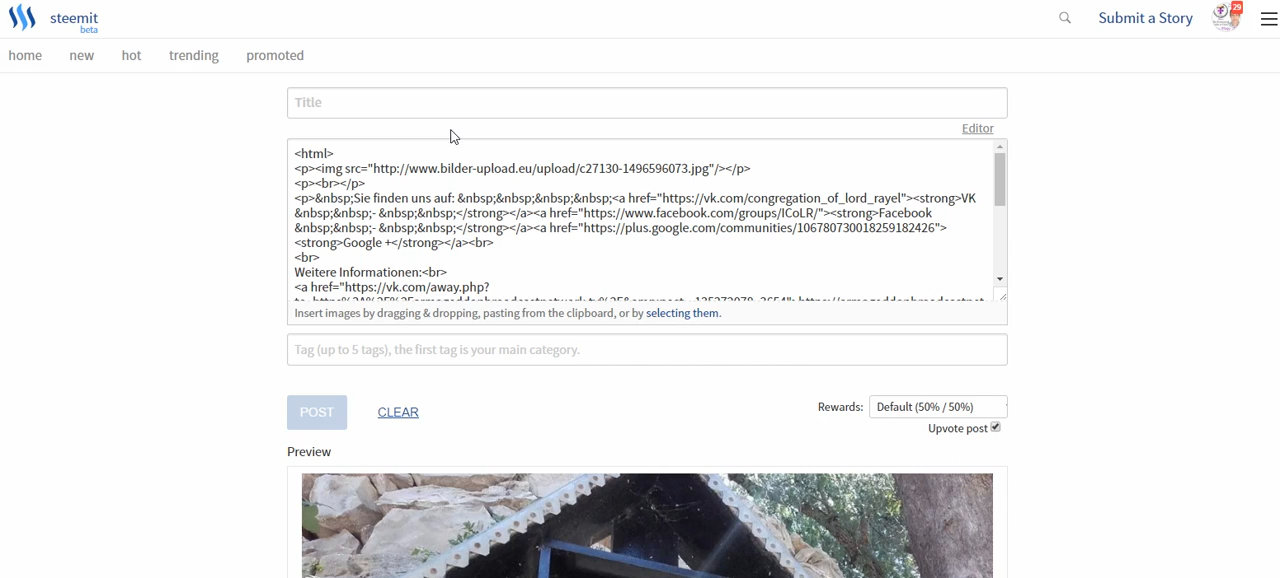 steemit
beta
Submit a Story
29
home new hot trending promoted
Title
Editor
<html>
<p><img src="http://www.bilder-upload.eu/upload/c27130-1496596073.jpg"/></p>
<p><br></p>
<p>&nbsp;Sie finden uns auf: &nbsp;&nbsp;&nbsp;&nbsp;<a href="https://vk.com/congregation_of_lord_rayel"><strong>VK
&nbsp;&nbsp;- &nbsp;&nbsp;</strong></a><a href="https://www.facebook.com/groups/ICoLR/"><strong>Facebook
&nbsp;&nbsp;- &nbsp;&nbsp;</strong></a><a href="https://plus.google.com/communities/106780730018259182426">
<strong>Google +</strong></a><br>
<br>
Weitere Informationen:<br>
<a href="https://vk.com/away.php?
Insert images by dragging & dropping, pasting from the clipboard, or by selecting them.
Tag (up to 5 tags), the first tag is your main category.
POST CLEAR
Rewards: Default (50% / 50%)
Upvote post
Preview